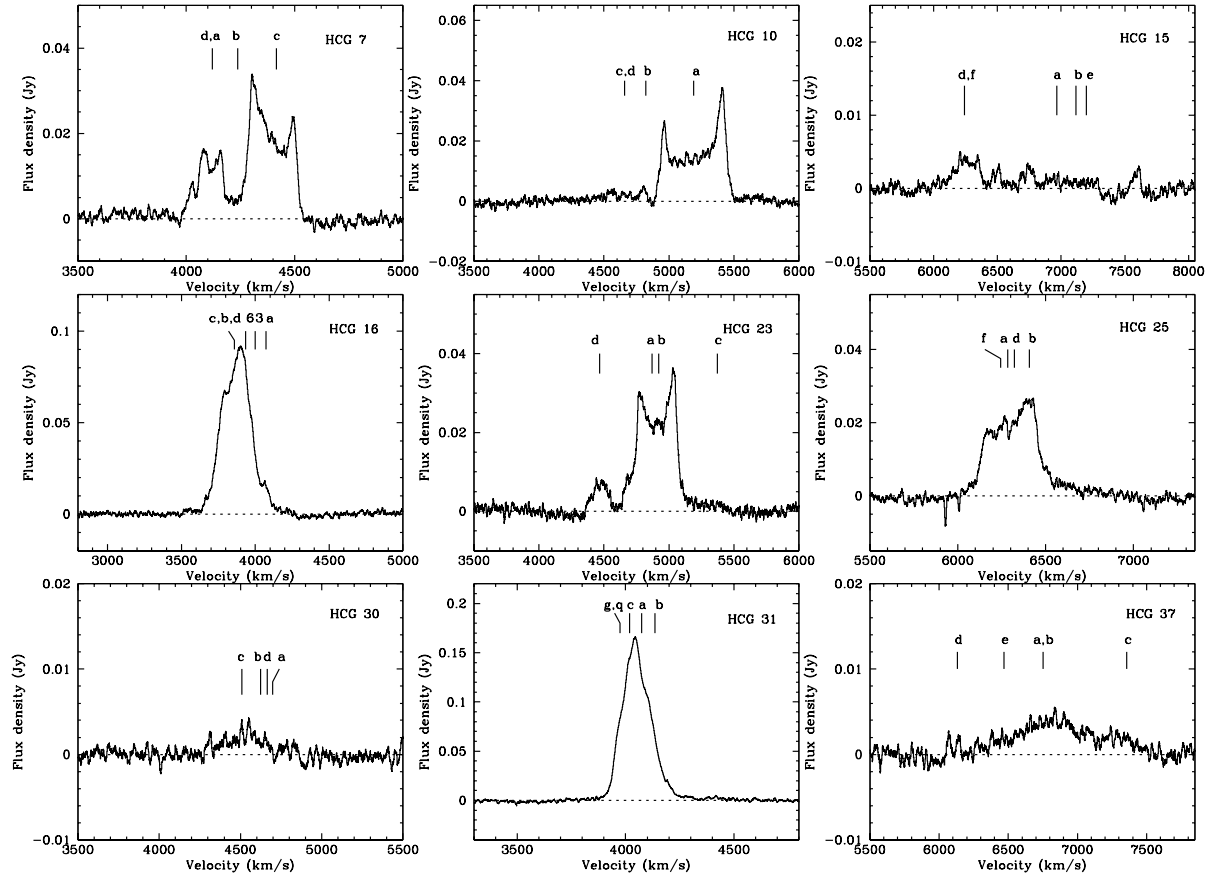 d,a b c HCG 7
0.04
0.02
0
Flux density (Jy)
3500 4000 4500 5000
Velocity (km/s)
c,d b a HCG 10
0.06
0.04
0.02
0
−0.02
Flux density (Jy)
3500 4000 4500 5000 5500 6000
Velocity (km/s)
d,f a b e HCG 15
0.02
0.01
0
−0.01
Flux density (Jy)
5500 6000 6500 7000 7500 8000
Velocity (km/s)
c,b,d 63 a HCG 16
0.1
0.05
0
Flux density (Jy)
3000 3500 4000 4500 5000
Velocity (km/s)
d a b c HCG 23
0.04
0.02
0
Flux density (Jy)
3500 4000 4500 5000 5500 6000
Velocity (km/s)
f a d b HCG 25
0.04
0.02
0
Flux density (Jy)
5500 6000 6500 7000
Velocity (km/s)
HCG 30
c b d a
0.02
0.01
0
−0.01
Flux density (Jy)
3500 4000 4500 5000 5500
Velocity (km/s)
g,q c a b HCG 31
0.2
0.15
0.1
0.05
0
Flux density (Jy)
3500 4000 4500
Velocity (km/s)
HCG 37
d e a,b c
0.02
0.01
0
−0.01
Flux density (Jy)
5500 6000 6500 7000 7500
Velocity (km/s)